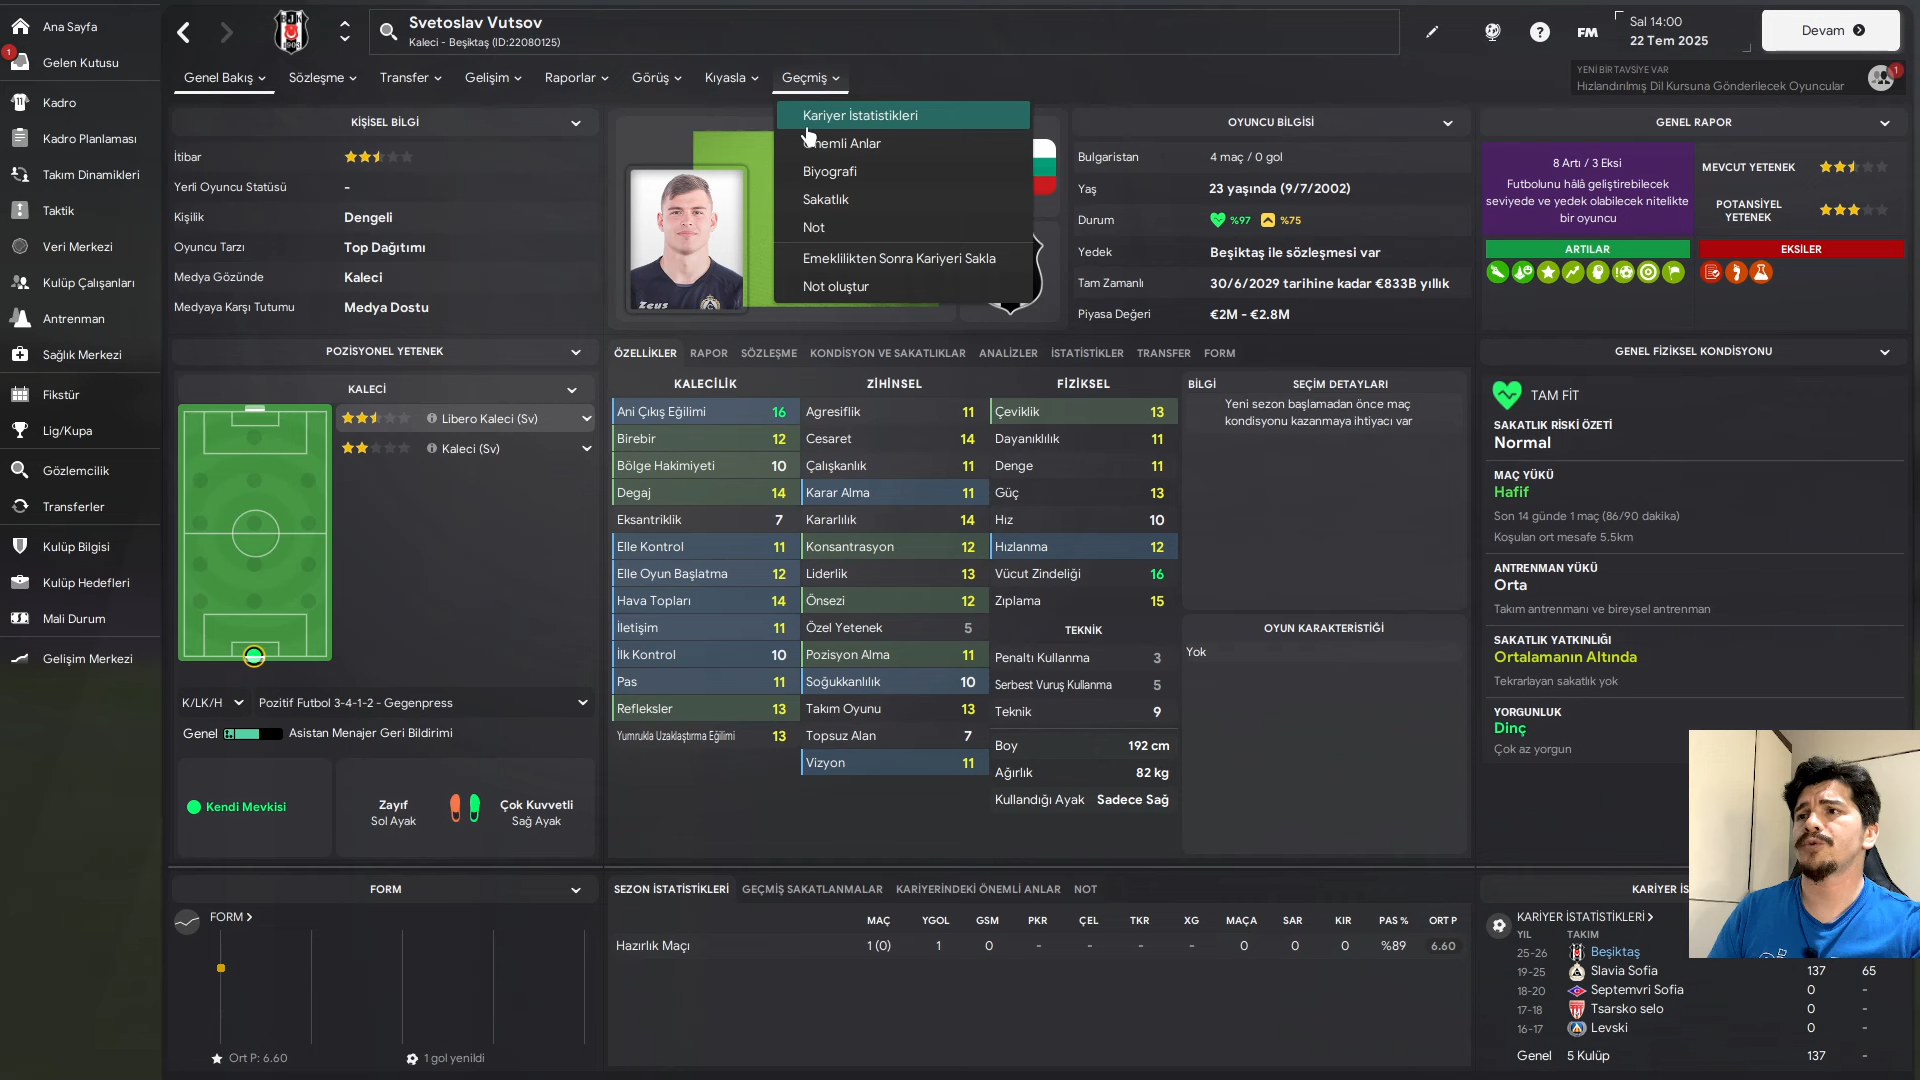 Ana Sayfa
1
Gelen Kutusu
Kadro
Kadro Planlaması
Takım Dinamikleri
Taktik
Veri Merkezi
Kulüp Çalışanları
Antrenman
Sağlık Merkezi
Fikstür
Lig/Kupa
Gözlemcilik
Transferler
Kulüp Bilgisi
Kulüp Hedefleri
Mali Durum
Gelişim Merkezi
Svetoslav Vutsov
Kaleci - Beşiktaş (ID:22080125)
FM
Sal 14:00
22 Tem 2025
Devam
Genel Bakış
Sözleşme
Transfer
Gelişim
Raporlar
Görüş
Kıyasla
Geçmiş
YENİ BİR TAVSİYE VAR
Hızlandırılmış Dil Kursuna Gönderilecek Oyuncular
1
Kariyer İstatistikleri
Önemli Anlar
Biyografi
Sakatlık
Not
Emeklilikten Sonra Kariyeri Sakla
Not oluştur
KİŞİSEL BİLGİ
İtibar
Yerli Oyuncu Statüsü -
Kişilik Dengeli
Oyuncu Tarzı Top Dağıtımı
Medya Gözünde Kaleci
Medyaya Karşı Tutumu Medya Dostu
Zeus
OYUNCU BİLGİSİ
Bulgaristan 4 maç / 0 gol
Yaş 23 yaşında (9/7/2002)
Durum %97 %75
Yedek Beşiktaş ile sözleşmesi var
Tam Zamanlı 30/6/2029 tarihine kadar €833B yıllık
Piyasa Değeri €2M - €2.8M
GENEL RAPOR
8 Artı / 3 Eksi
Futbolunu hâlâ geliştirebilecek
seviyede ve yedek olabilecek nitelikte
bir oyuncu
MEVCUT YETENEK
POTANSİYEL
YETENEK
ARTILAR
EKSİLER
POZİSYONEL YETENEK
KALECİ
Libero Kaleci (Sv)
Kaleci (Sv)
K/LK/H Pozitif Futbol 3-4-1-2 - Gegenpress
Genel Asistan Menajer Geri Bildirimi
Kendi Mevkisi
Zayıf
Sol Ayak
Çok Kuvvetli
Sağ Ayak
ÖZELLİKLER RAPOR SÖZLEŞME KONDİSYON VE SAKATLIKLAR ANALİZLER İSTATİSTİKLER TRANSFER FORM
KALECİLİK
Ani Çıkış Eğilimi 16
Birebir 12
Bölge Hakimiyeti 10
Degaj 14
Eksantriklik 7
Elle Kontrol 11
Elle Oyun Başlatma 12
Hava Topları 14
İletişim 11
İlk Kontrol 10
Pas 11
Refleksler 13
Yumrukla Uzaklaştırma Eğilimi 13
ZİHİNSEL
Agresiflik 11
Cesaret 14
Çalışkanlık 11
Karar Alma 11
Kararlılık 14
Konsantrasyon 12
Liderlik 13
Önsezi 12
Özel Yetenek 5
Pozisyon Alma 11
Soğukkanlılık 10
Takım Oyunu 13
Topsuz Alan 7
Vizyon 11
FİZİKSEL
Çeviklik 13
Dayanıklılık 11
Denge 11
Güç 13
Hız 10
Hızlanma 12
Vücut Zindeliği 16
Zıplama 15
TEKNİK
Penaltı Kullanma 3
Serbest Vuruş Kullanma 5
Teknik 9
Boy 192 cm
Ağırlık 82 kg
Kullandığı Ayak Sadece Sağ
BİLGİ SEÇİM DETAYLARI
Yeni sezon başlamadan önce maç
kondisyonu kazanmaya ihtiyacı var
OYUN KARAKTERİSTİĞİ
Yok
GENEL FİZİKSEL KONDİSYONU
TAM FİT
SAKATLIK RİSKİ ÖZETİ
Normal
MAÇ YÜKÜ
Hafif
Son 14 günde 1 maç (86/90 dakika)
Koşulan ort mesafe 5.5km
ANTRENMAN YÜKÜ
Orta
Takım antrenmanı ve bireysel antrenman
SAKATLIK YATKINLIĞI
Ortalamanın Altında
Tekrarlayan sakatlık yok
YORGUNLUK
Dinç
Çok az yorgun
FORM
FORM
Ort P: 6.60
1 gol yenildi
SEZON İSTATİSTİKLERİ GEÇMİŞ SAKATLANMALAR KARİYERİNDEKİ ÖNEMLİ ANLAR NOT
MAÇ YGOL GSM PKR ÇEL TKR XG MAÇA SAR KIR PAS % ORT P
Hazırlık Maçı 1 (0) 1 0 - - - - 0 0 0 %89 6.60
KARİYER İS
KARİYER İSTATİSTİKLERİ
YIL TAKIM
25-26 Beşiktaş
19-25 Slavia Sofia 137 65
18-20 Septemvri Sofia 0 -
17-18 Tsarsko selo 0 -
16-17 Levski 0 -
Genel 5 Kulüp 137 -